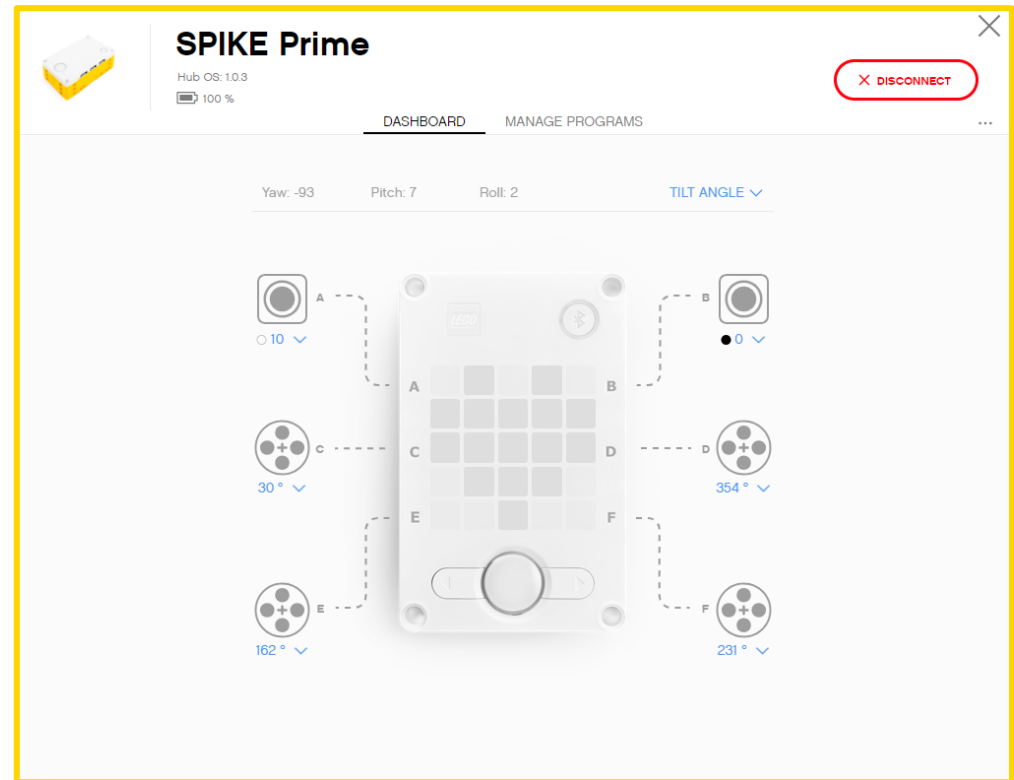 SPIKE Prime
Hub OS: 1.0.3
100 %
DISCONNECT
DASHBOARD MANAGE PROGRAMS ...
Yaw: -93 Pitch: 7 Roll: 2 TILT ANGLE
A B
LEGO
10 0
A B
C D
C D
30 ° 354 °
E F
E F
162 ° 231 °